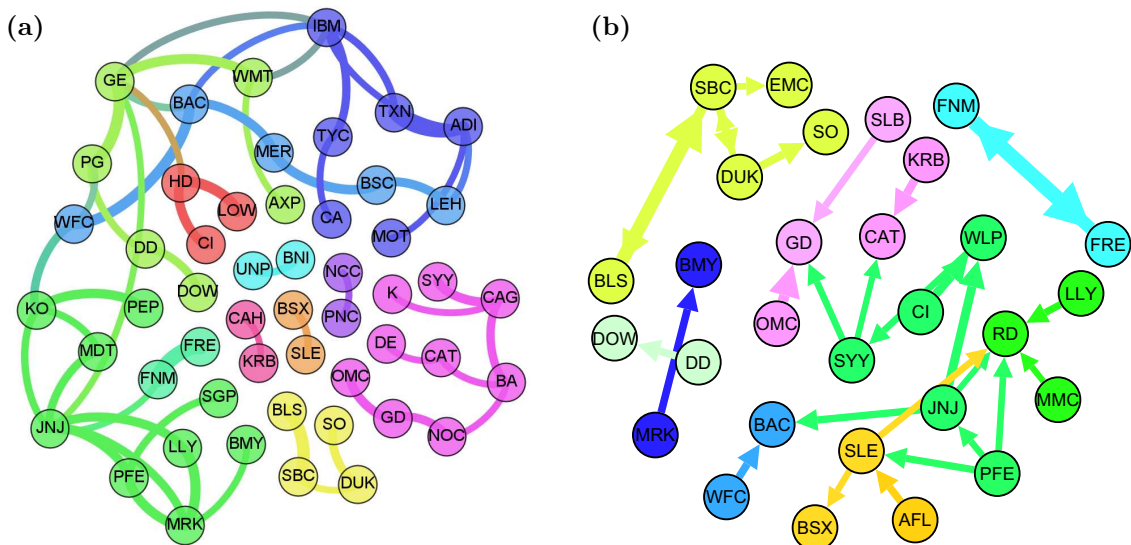 (a)
IBM
GE
WMT
BAC
TXN
ADI
TYC
MER
PG
HD
BSC
LEH
AXP
LOW
CA
WFC
CI
MOT
DD
UNP
BNI
NCC
K
SYY
CAG
DOW
KO
PEP
CAH
BSX
PNC
MDT
FRE
KRB
SLE
DE
CAT
FNM
OMC
BA
SGP
BLS
SO
GD
NOC
JNJ
LLY
BMY
PFE
SBC
DUK
MRK
(b)
SBC
EMC
SO
SLB
FNM
DUK
KRB
GD
CAT
WLP
FRE
BLS
BMY
LLY
OMC
CI
DOW
DD
SYY
RD
MRK
BAC
JNJ
MMC
SLE
PFE
WFC
BSX
AFL